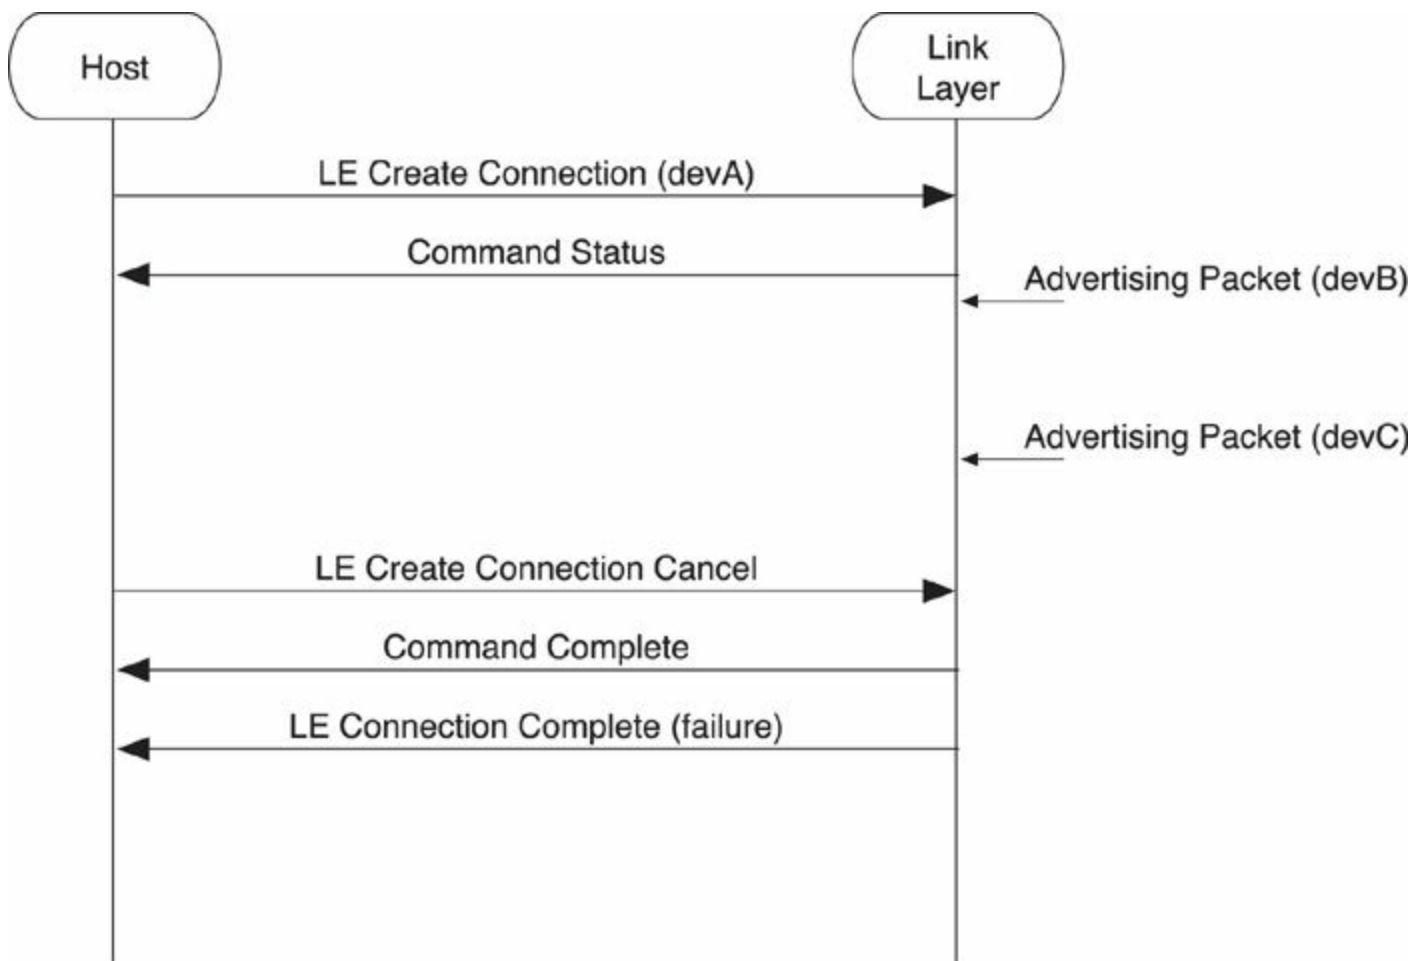 Host
Link
Layer
LE Create Connection (devA)
Command Status
Advertising Packet (devB)
Advertising Packet (devC)
LE Create Connection Cancel
Command Complete
LE Connection Complete (failure)